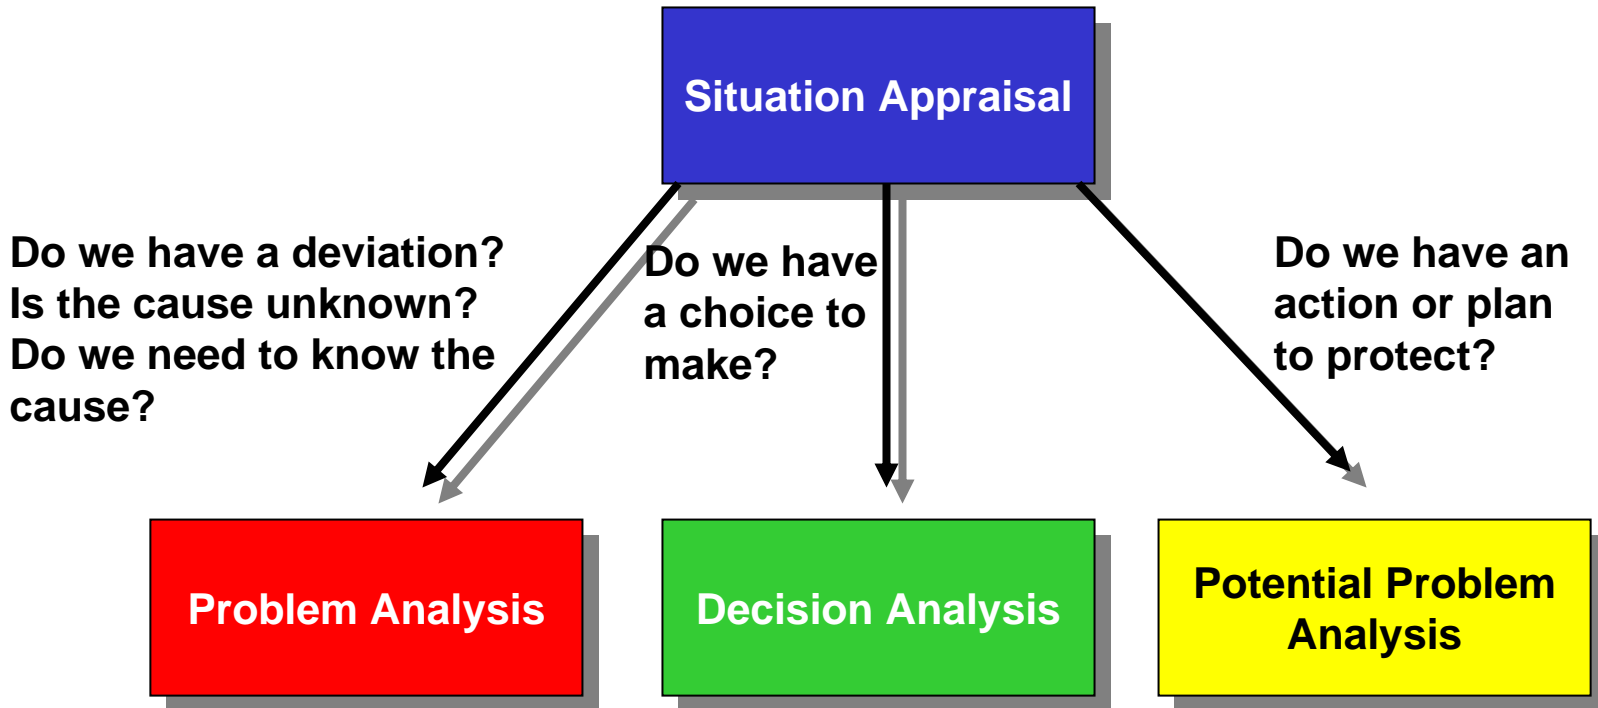 Situation Appraisal
Do we have a deviation?
Is the cause unknown?
Do we need to know the
cause?
Do we have
a choice to
make?
Do we have an
action or plan
to protect?
Problem Analysis
Decision Analysis
Potential Problem
Analysis